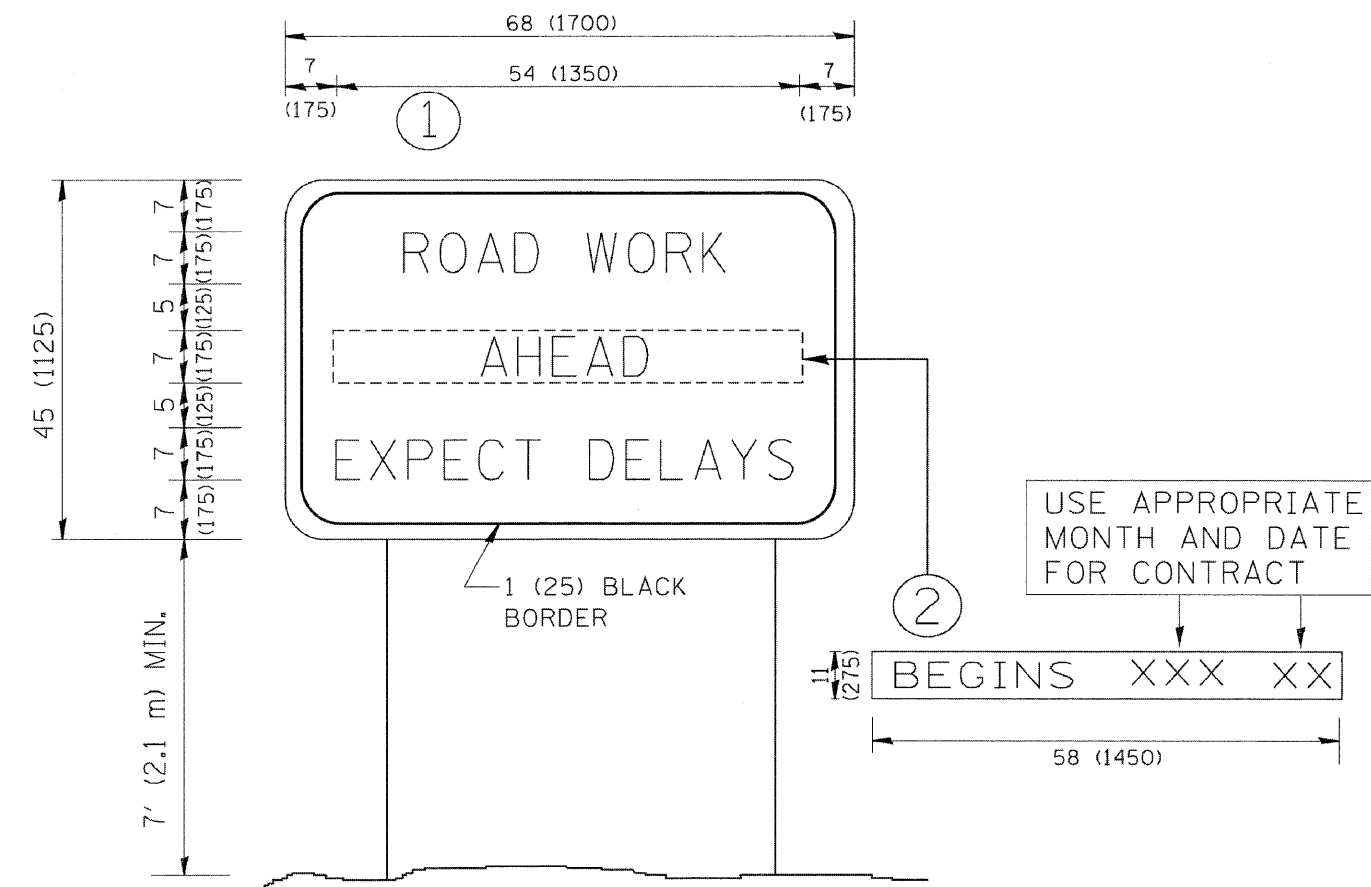 68 (1700)
7
54 (1350)
7
(175)
(175)
1
7 (175)
7 (175)
5 (125)
7 (175)
5 (125)
7 (175)
7 (175)
45 (1125)
ROAD WORK
AHEAD
EXPECT DELAYS
1 (25) BLACK
BORDER
7' (2.1 m) MIN.
2
USE APPROPRIATE
MONTH AND DATE
FOR CONTRACT
11
(275)
BEGINS XXX XX
58 (1450)